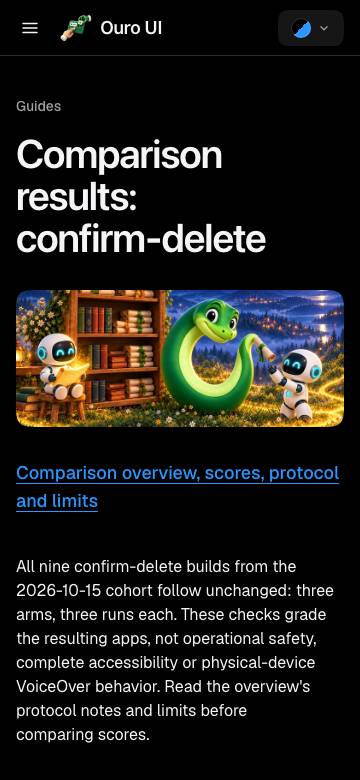 Ouro UI
Guides
Comparison
results:
confirm-delete
Comparison overview, scores, protocol
and limits
All nine confirm-delete builds from the
2026-10-15 cohort follow unchanged: three
arms, three runs each. These checks grade
the resulting apps, not operational safety,
complete accessibility or physical-device
VoiceOver behavior. Read the overview's
protocol notes and limits before
comparing scores.